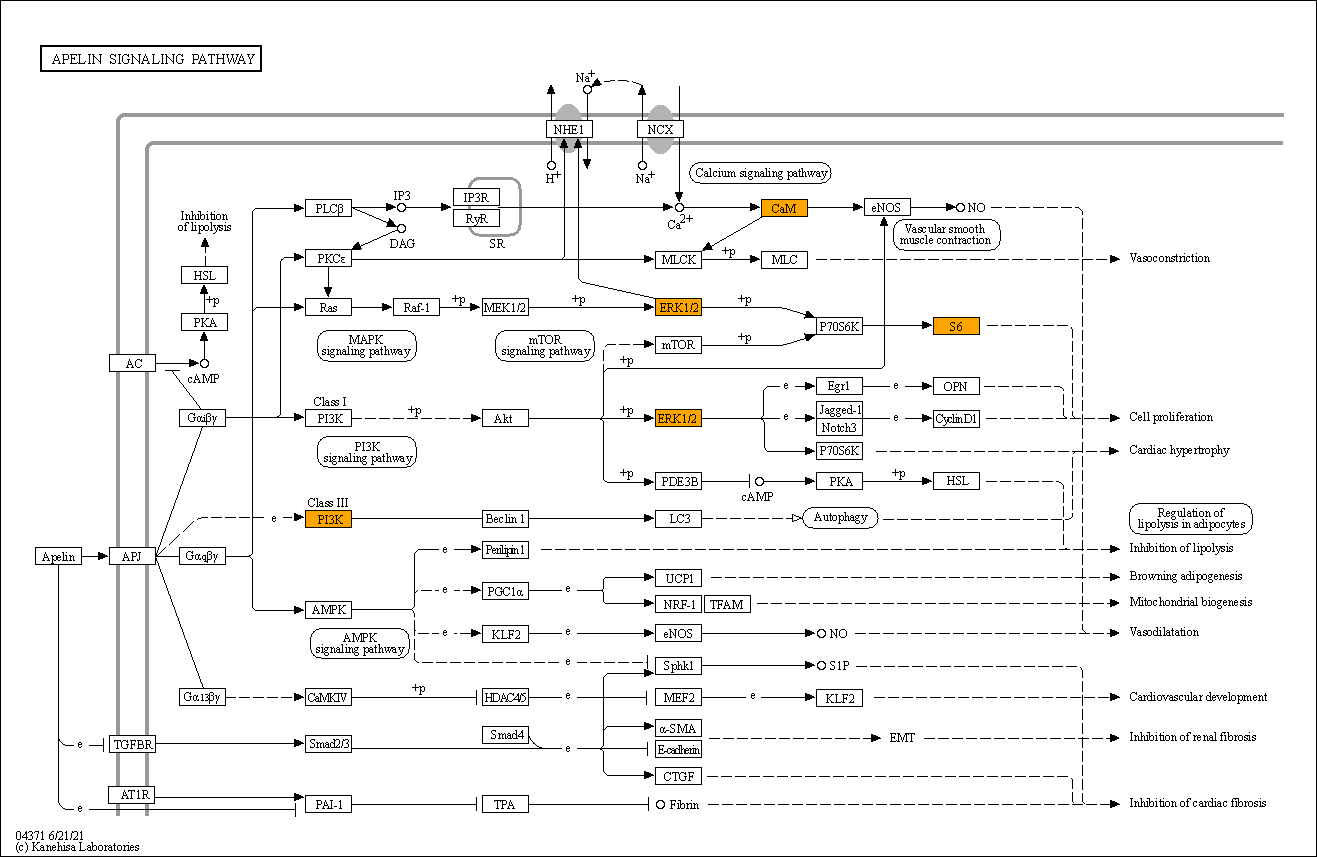 APELIN SIGNALING PATHWAY
Na+
NHE1
NCX
H+
Na+
Calcium signaling pathway
IP3
IP3R
RyR
SR
PLCβ
DAG
Ca2+
CaM
eNOS
NO
Vascular smooth
muscle contraction
Inhibition
of lipolysis
HSL
+p
PKA
cAMP
AC
PKCε
MLCK
+p
MLC
Vasoconstriction
Ras
Raf-1
+p
MEK1/2
+p
ERK1/2
+p
P70S6K
S6
MAPK
signaling pathway
mTOR
signaling pathway
mTOR
+p
+p
Gαiβγ
Class I
PI3K
+p
Akt
+p
ERK1/2
e
Egr1
e
OPN
e
Jagged-1
Notch3
e
CyclinD1
Cell proliferation
P70S6K
Cardiac hypertrophy
PI3K
signaling pathway
+p
PDE3B
cAMP
PKA
+p
HSL
Class III
e
PI3K
Beclin 1
LC3
Autophagy
Regulation of
lipolysis in adipocytes
Apelin
APJ
Gαqβγ
e
Perilipin1
Inhibition of lipolysis
e
PGC1α
e
UCP1
Browning adipogenesis
AMPK
NRF-1
TFAM
Mitochondrial biogenesis
AMPK
signaling pathway
e
KLF2
e
eNOS
NO
Vasodilatation
e
Sphk1
S1P
Gα13βγ
CaMKIV
+p
HDAC4/5
e
MEF2
e
KLF2
Cardiovascular development
e
TGFBR
Smad2/3
Smad4
e
α-SMA
E-cadherin
EMT
Inhibition of renal fibrosis
CTGF
AT1R
e
PAI-1
TPA
Fibrin
Inhibition of cardiac fibrosis
04371 6/21/21
(c) Kanehisa Laboratories